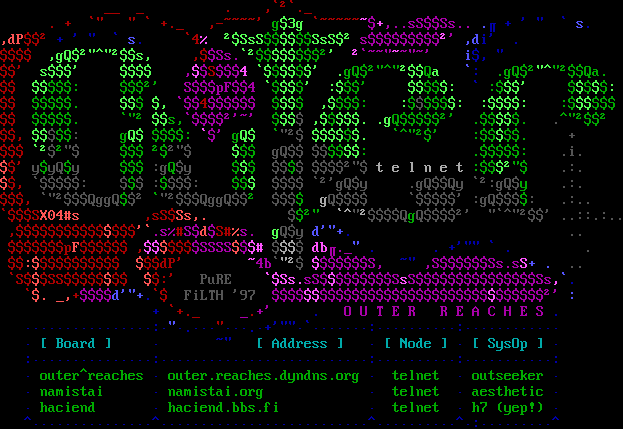 telnet
PuRE
FiLTH '97
OUTER REACHES
[ Board ] [ Address ] [ Node ] [ SysOp ]
outer^reaches outer.reaches.dyndns.org telnet outseeker
namistai namistai.org telnet aesthetic
haciend haciend.bbs.fi telnet h7 (yep!)